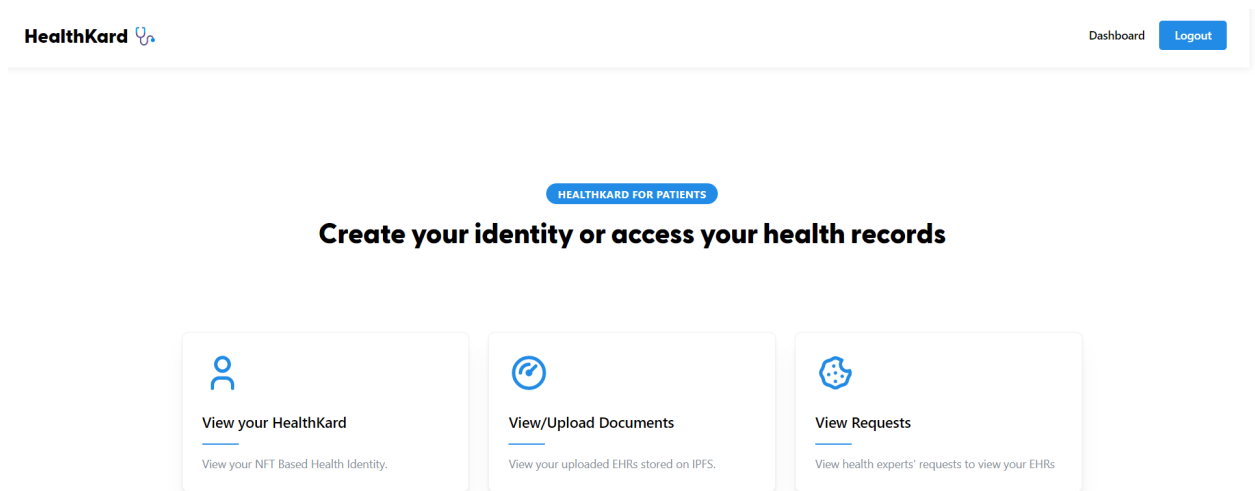 HealthKard
Dashboard
Logout
HEALTHKARD FOR PATIENTS
Create your identity or access your health records
View your HealthKard
View your NFT Based Health Identity.
View/Upload Documents
View your uploaded EHRs stored on IPFS.
View Requests
View health experts' requests to view your EHRs